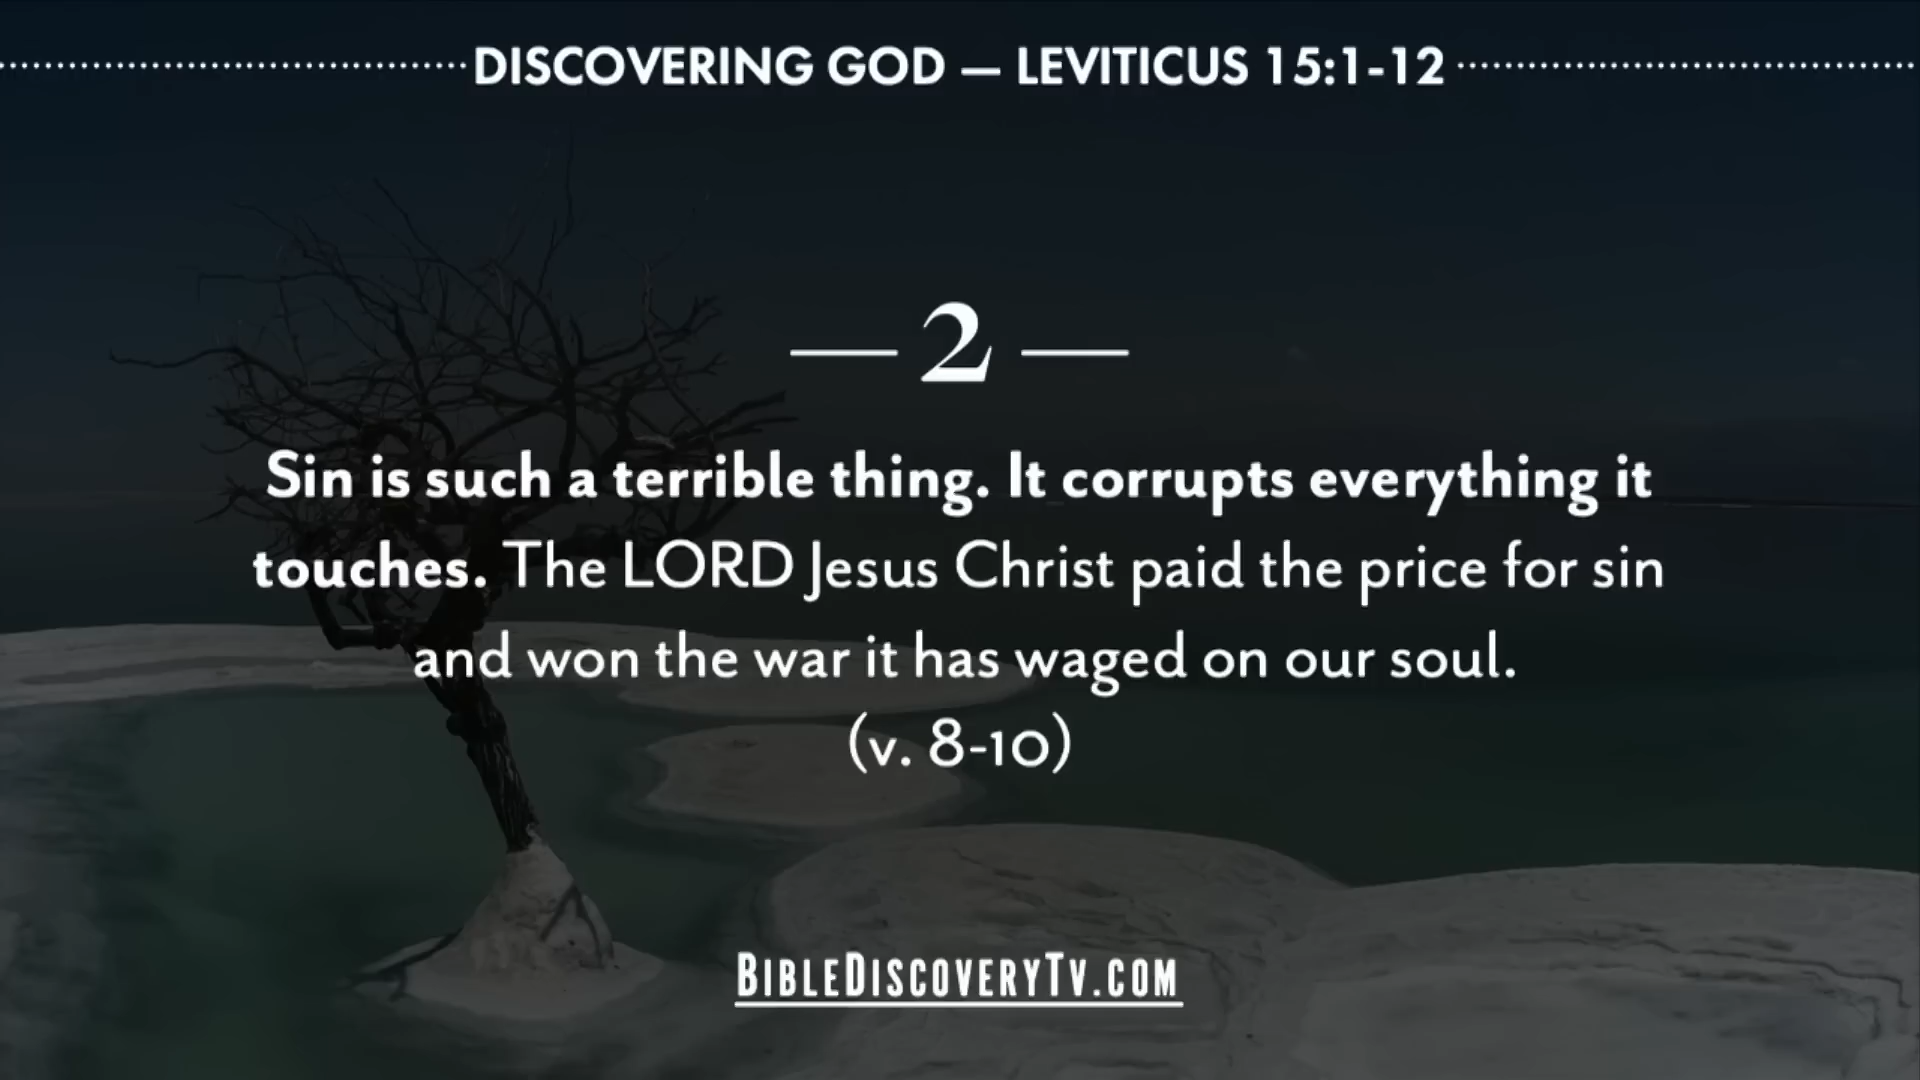 DISCOVERING GOD — LEVITICUS 15:1-12
— 2 —
Sin is such a terrible thing. It corrupts everything it
touches. The LORD Jesus Christ paid the price for sin
and won the war it has waged on our soul.
(v. 8-10)
BIBLEDISCOVERYTV.COM